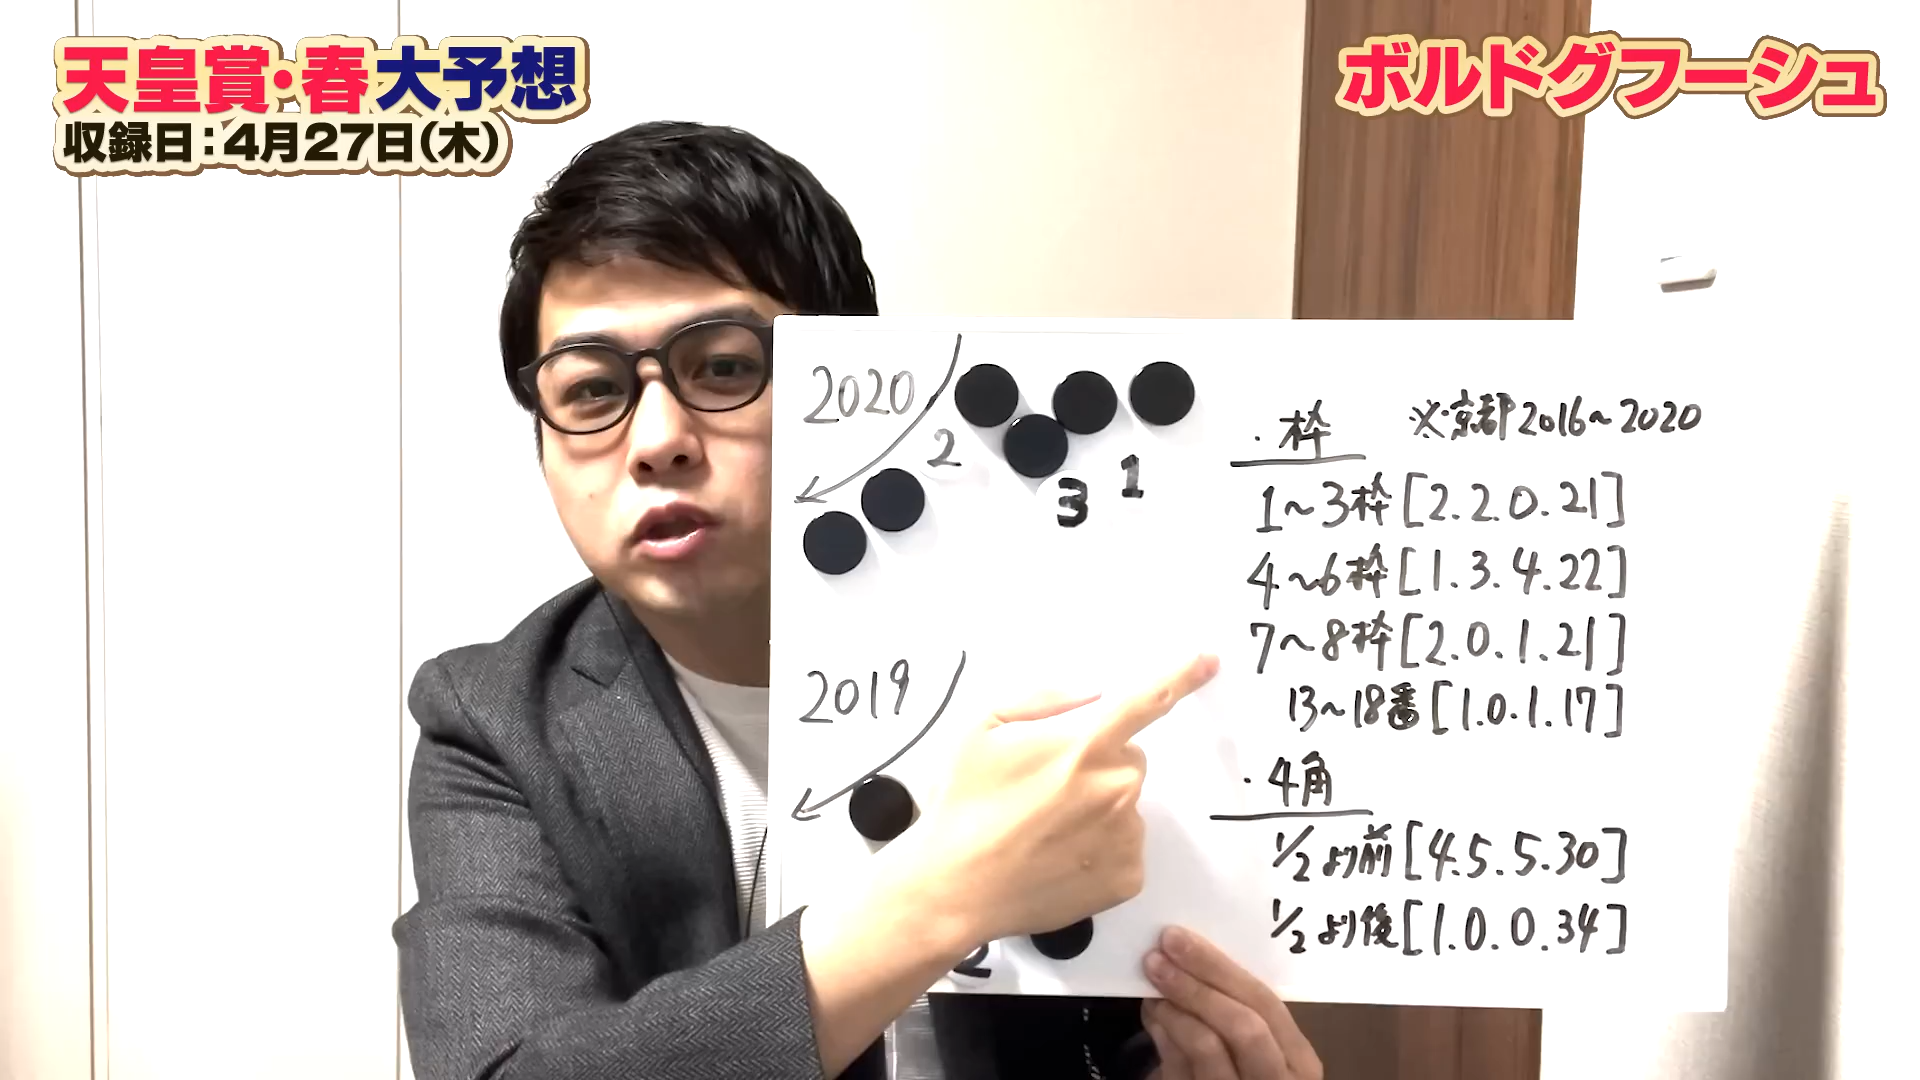 天皇賞・春大予想
収録日：4月27日(木)
ボルドグフーシュ
2020
2
3
1
2019
2
・枠 ※京都2016～2020
1～3枠[2.2.0.21]
4～6枠[1.3.4.22]
7～8枠[2.0.1.21]
13～18番[1.0.1.17]
・4角
1/2より前[4.5.5.30]
1/2より後[1.0.0.34]